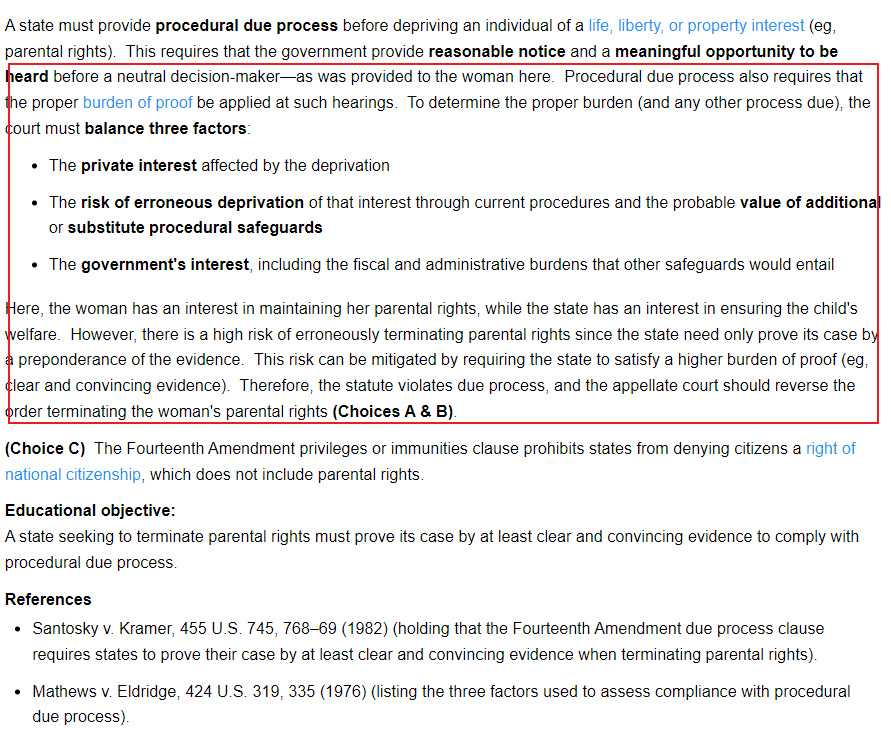 A state must provide procedural due process before depriving an individual of a life, liberty, or property interest (eg,
parental rights).  This requires that the government provide reasonable notice and a meaningful opportunity to be
heard before a neutral decision-maker—as was provided to the woman here.  Procedural due process also requires that
the proper burden of proof be applied at such hearings.  To determine the proper burden (and any other process due), the
court must balance three factors:
• The private interest affected by the deprivation
• The risk of erroneous deprivation of that interest through current procedures and the probable value of additional
or substitute procedural safeguards
• The government's interest, including the fiscal and administrative burdens that other safeguards would entail
Here, the woman has an interest in maintaining her parental rights, while the state has an interest in ensuring the child's
welfare.  However, there is a high risk of erroneously terminating parental rights since the state need only prove its case by
a preponderance of the evidence.  This risk can be mitigated by requiring the state to satisfy a higher burden of proof (eg,
clear and convincing evidence).  Therefore, the statute violates due process, and the appellate court should reverse the
order terminating the woman's parental rights (Choices A & B).
(Choice C)  The Fourteenth Amendment privileges or immunities clause prohibits states from denying citizens a right of
national citizenship, which does not include parental rights.
Educational objective:
A state seeking to terminate parental rights must prove its case by at least clear and convincing evidence to comply with
procedural due process.
References
• Santosky v. Kramer, 455 U.S. 745, 768–69 (1982) (holding that the Fourteenth Amendment due process clause
requires states to prove their case by at least clear and convincing evidence when terminating parental rights).
• Mathews v. Eldridge, 424 U.S. 319, 335 (1976) (listing the three factors used to assess compliance with procedural
due process).